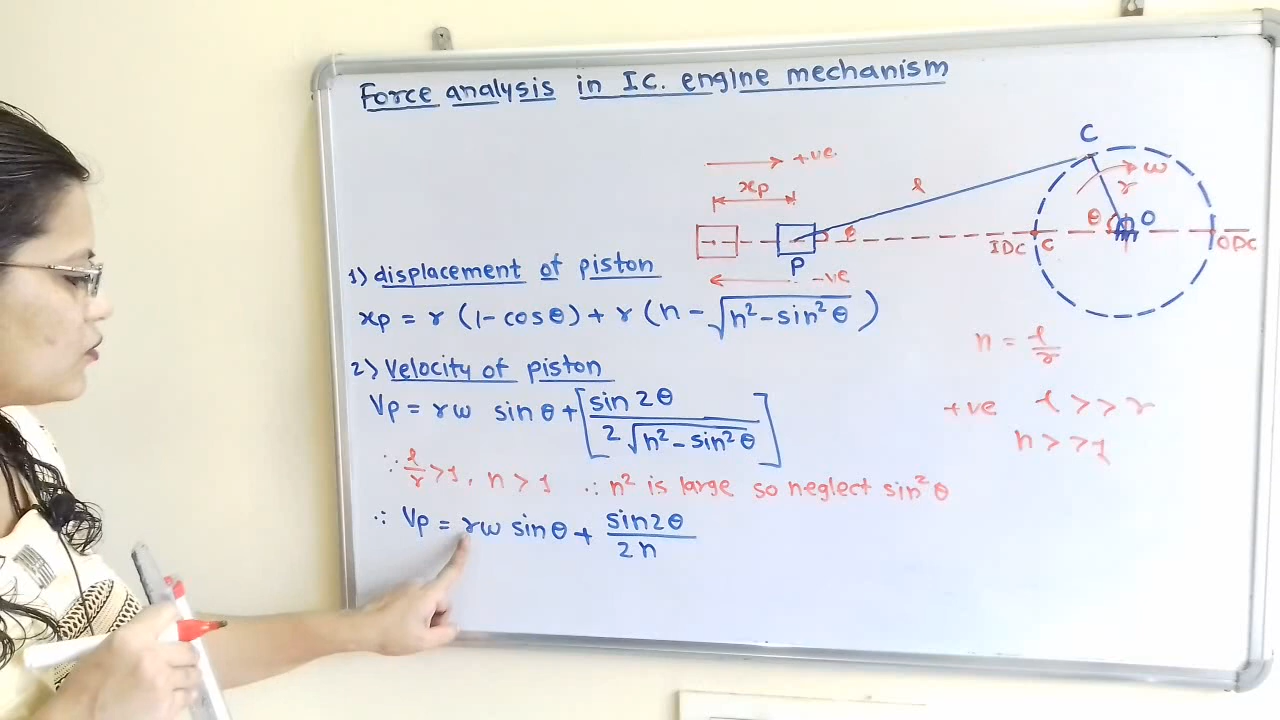 Force analysis in I.C. engine mechanism
C
+ve
ω
xp
l
r
θ
O
φ
IDC
C
ODC
P
-ve
1) displacement of piston
xp = r (1-cosθ) + r (n - √n²-sin²θ)
n = l/r
2) Velocity of piston
Vp = rω sinθ + [sin2θ / 2√n²-sin²θ]
+ve l >> r
n >> 1
∵ l/r > 1, n > 1 ∴ n² is large so neglect sin²θ
∴ Vp = rω sinθ + sin2θ / 2n